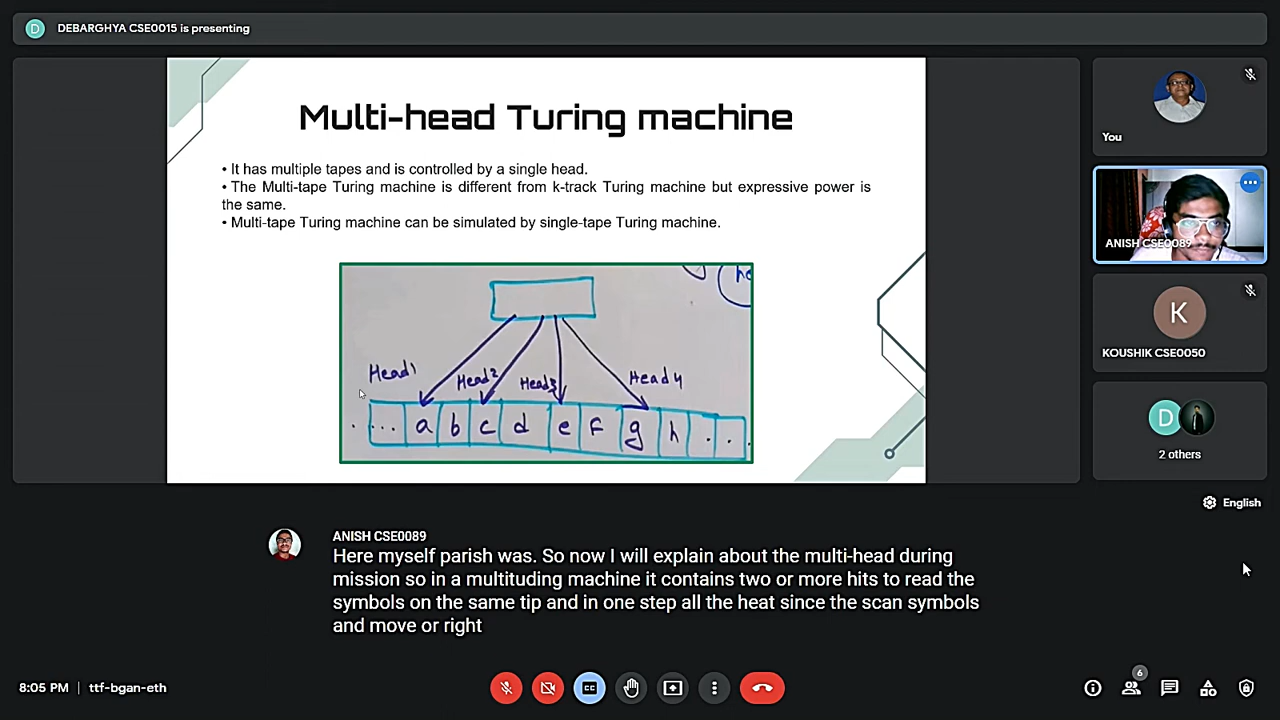 DEBARGHYA CSE0015 is presenting
D
Multi-head Turing machine
• It has multiple tapes and is controlled by a single head.
• The Multi-tape Turing machine is different from k-track Turing machine but expressive power is
the same.
• Multi-tape Turing machine can be simulated by single-tape Turing machine.
Head1
Head2
Head3
Head4
. ... a b c d e f g h . . .
You
ANISH CSE0089
K
KOUSHIK CSE0050
D
2 others
English
ANISH CSE0089
Here myself parish was. So now I will explain about the multi-head during
mission so in a multituding machine it contains two or more hits to read the
symbols on the same tip and in one step all the heat since the scan symbols
and move or right
8:05 PM | ttf-bgan-eth
CC
6